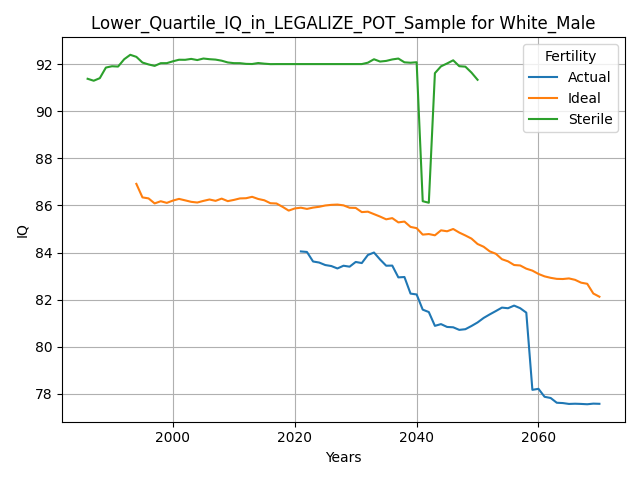 Lower_Quartile_IQ_in_LEGALIZE_POT_Sample for White_Male
Fertility
Actual
Ideal
Sterile
IQ
92
90
88
86
84
82
80
78
2000
2020
2040
2060
Years